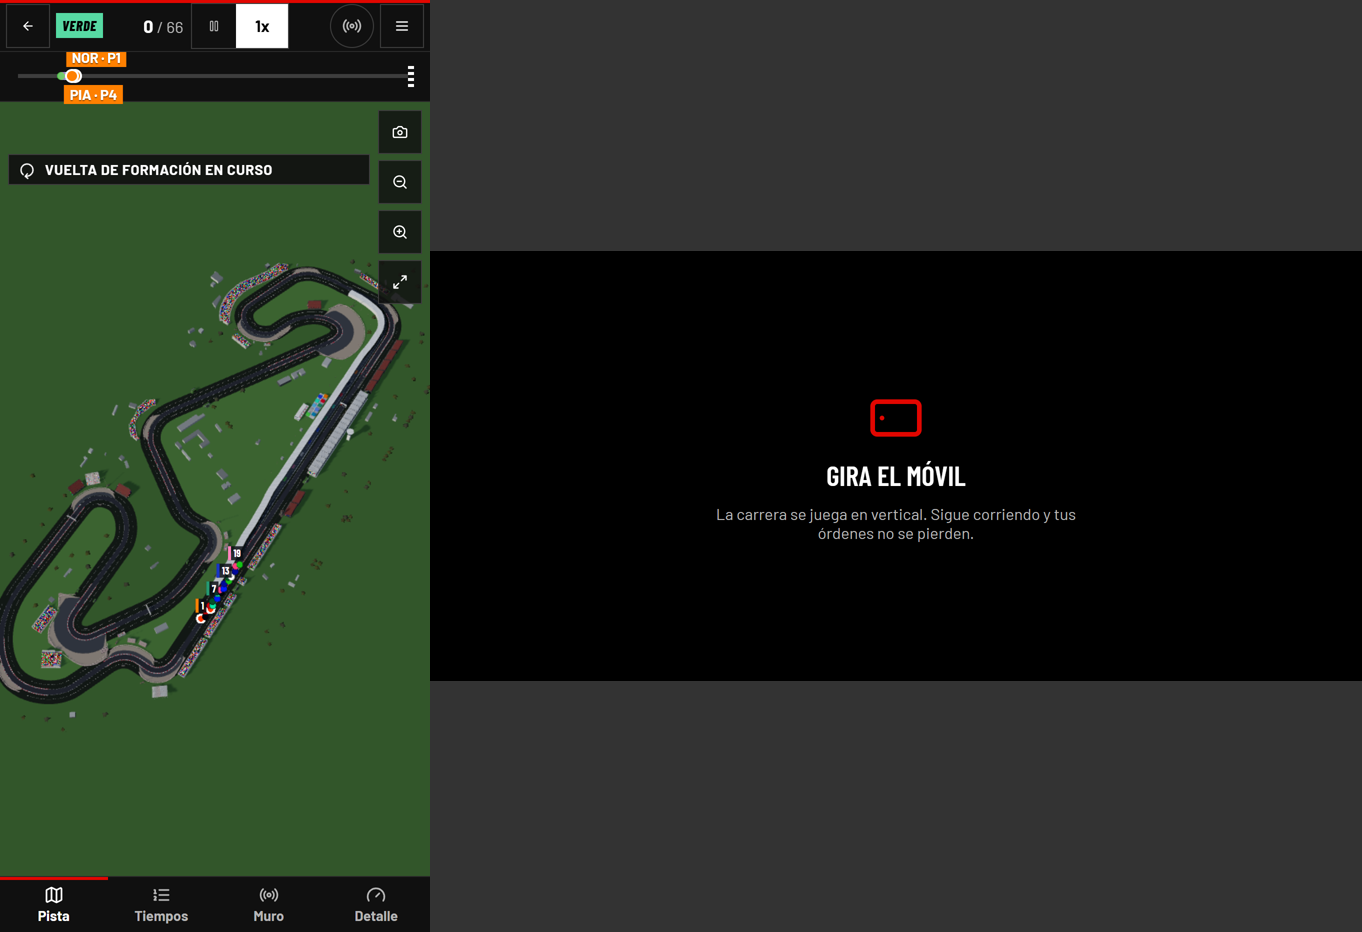 VERDE
0 / 66
1x
NOR · P1
PIA · P4
VUELTA DE FORMACIÓN EN CURSO
19
13
7
1
Pista
Tiempos
Muro
Detalle
GIRA EL MÓVIL
La carrera se juega en vertical. Sigue corriendo y tus
órdenes no se pierden.